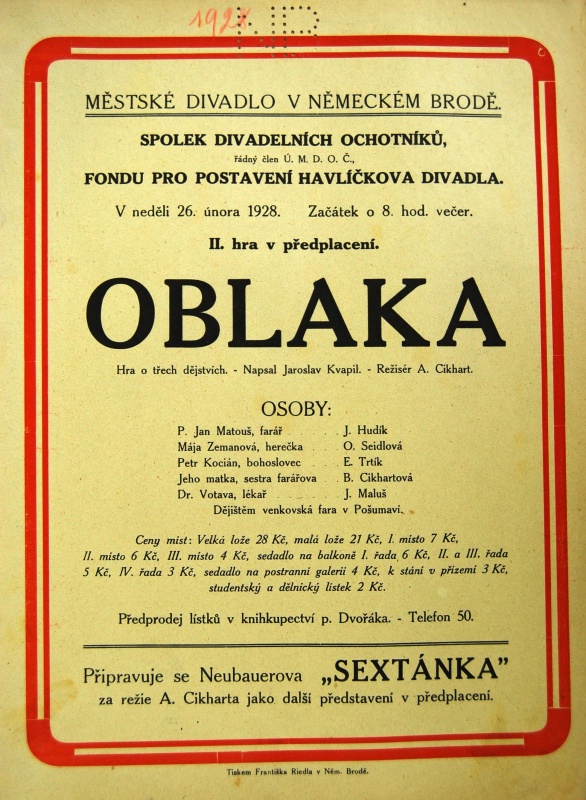 1928
MĚSTSKÉ DIVADLO V NĚMECKÉM BRODĚ.
SPOLEK DIVADELNÍCH OCHOTNÍKŮ,
řádný člen Ú. M. D. O. Č.,
FONDU PRO POSTAVENÍ HAVLÍČKOVA DIVADLA.
V neděli 26. února 1928. Začátek o 8. hod. večer.
II. hra v předplacení.
OBLAKA
Hra o třech dějstvích. - Napsal Jaroslav Kvapil. - Režisér A. Cikhart.
OSOBY:
P. Jan Matouš, farář . . . . . J. Hudík
Mája Zemanová, herečka . . . O. Seidlová
Petr Kocián, bohoslovec . . . E. Trtík
Jeho matka, sestra farářova . B. Cikhartová
Dr. Votava, lékař . . . . . . J. Maluš
Dějištěm venkovská fara v Pošumaví.
Ceny míst: Velká lože 28 Kč, malá lože 21 Kč, I. místo 7 Kč,
II. místo 6 Kč, III. místo 4 Kč, sedadlo na balkoně I. řada 6 Kč, II. a III. řada
5 Kč, IV. řada 3 Kč, sedadlo na postranní galerii 4 Kč, k stání v přízemí 3 Kč,
studentský a dělnický lístek 2 Kč.
Předprodej lístků v knihkupectví p. Dvořáka. - Telefon 50.
Připravuje se Neubauerova „SEXTÁNKA”
za režie A. Cikharta jako další představení v předplacení.
Tiskem Františka Riedla v Něm. Brodě.